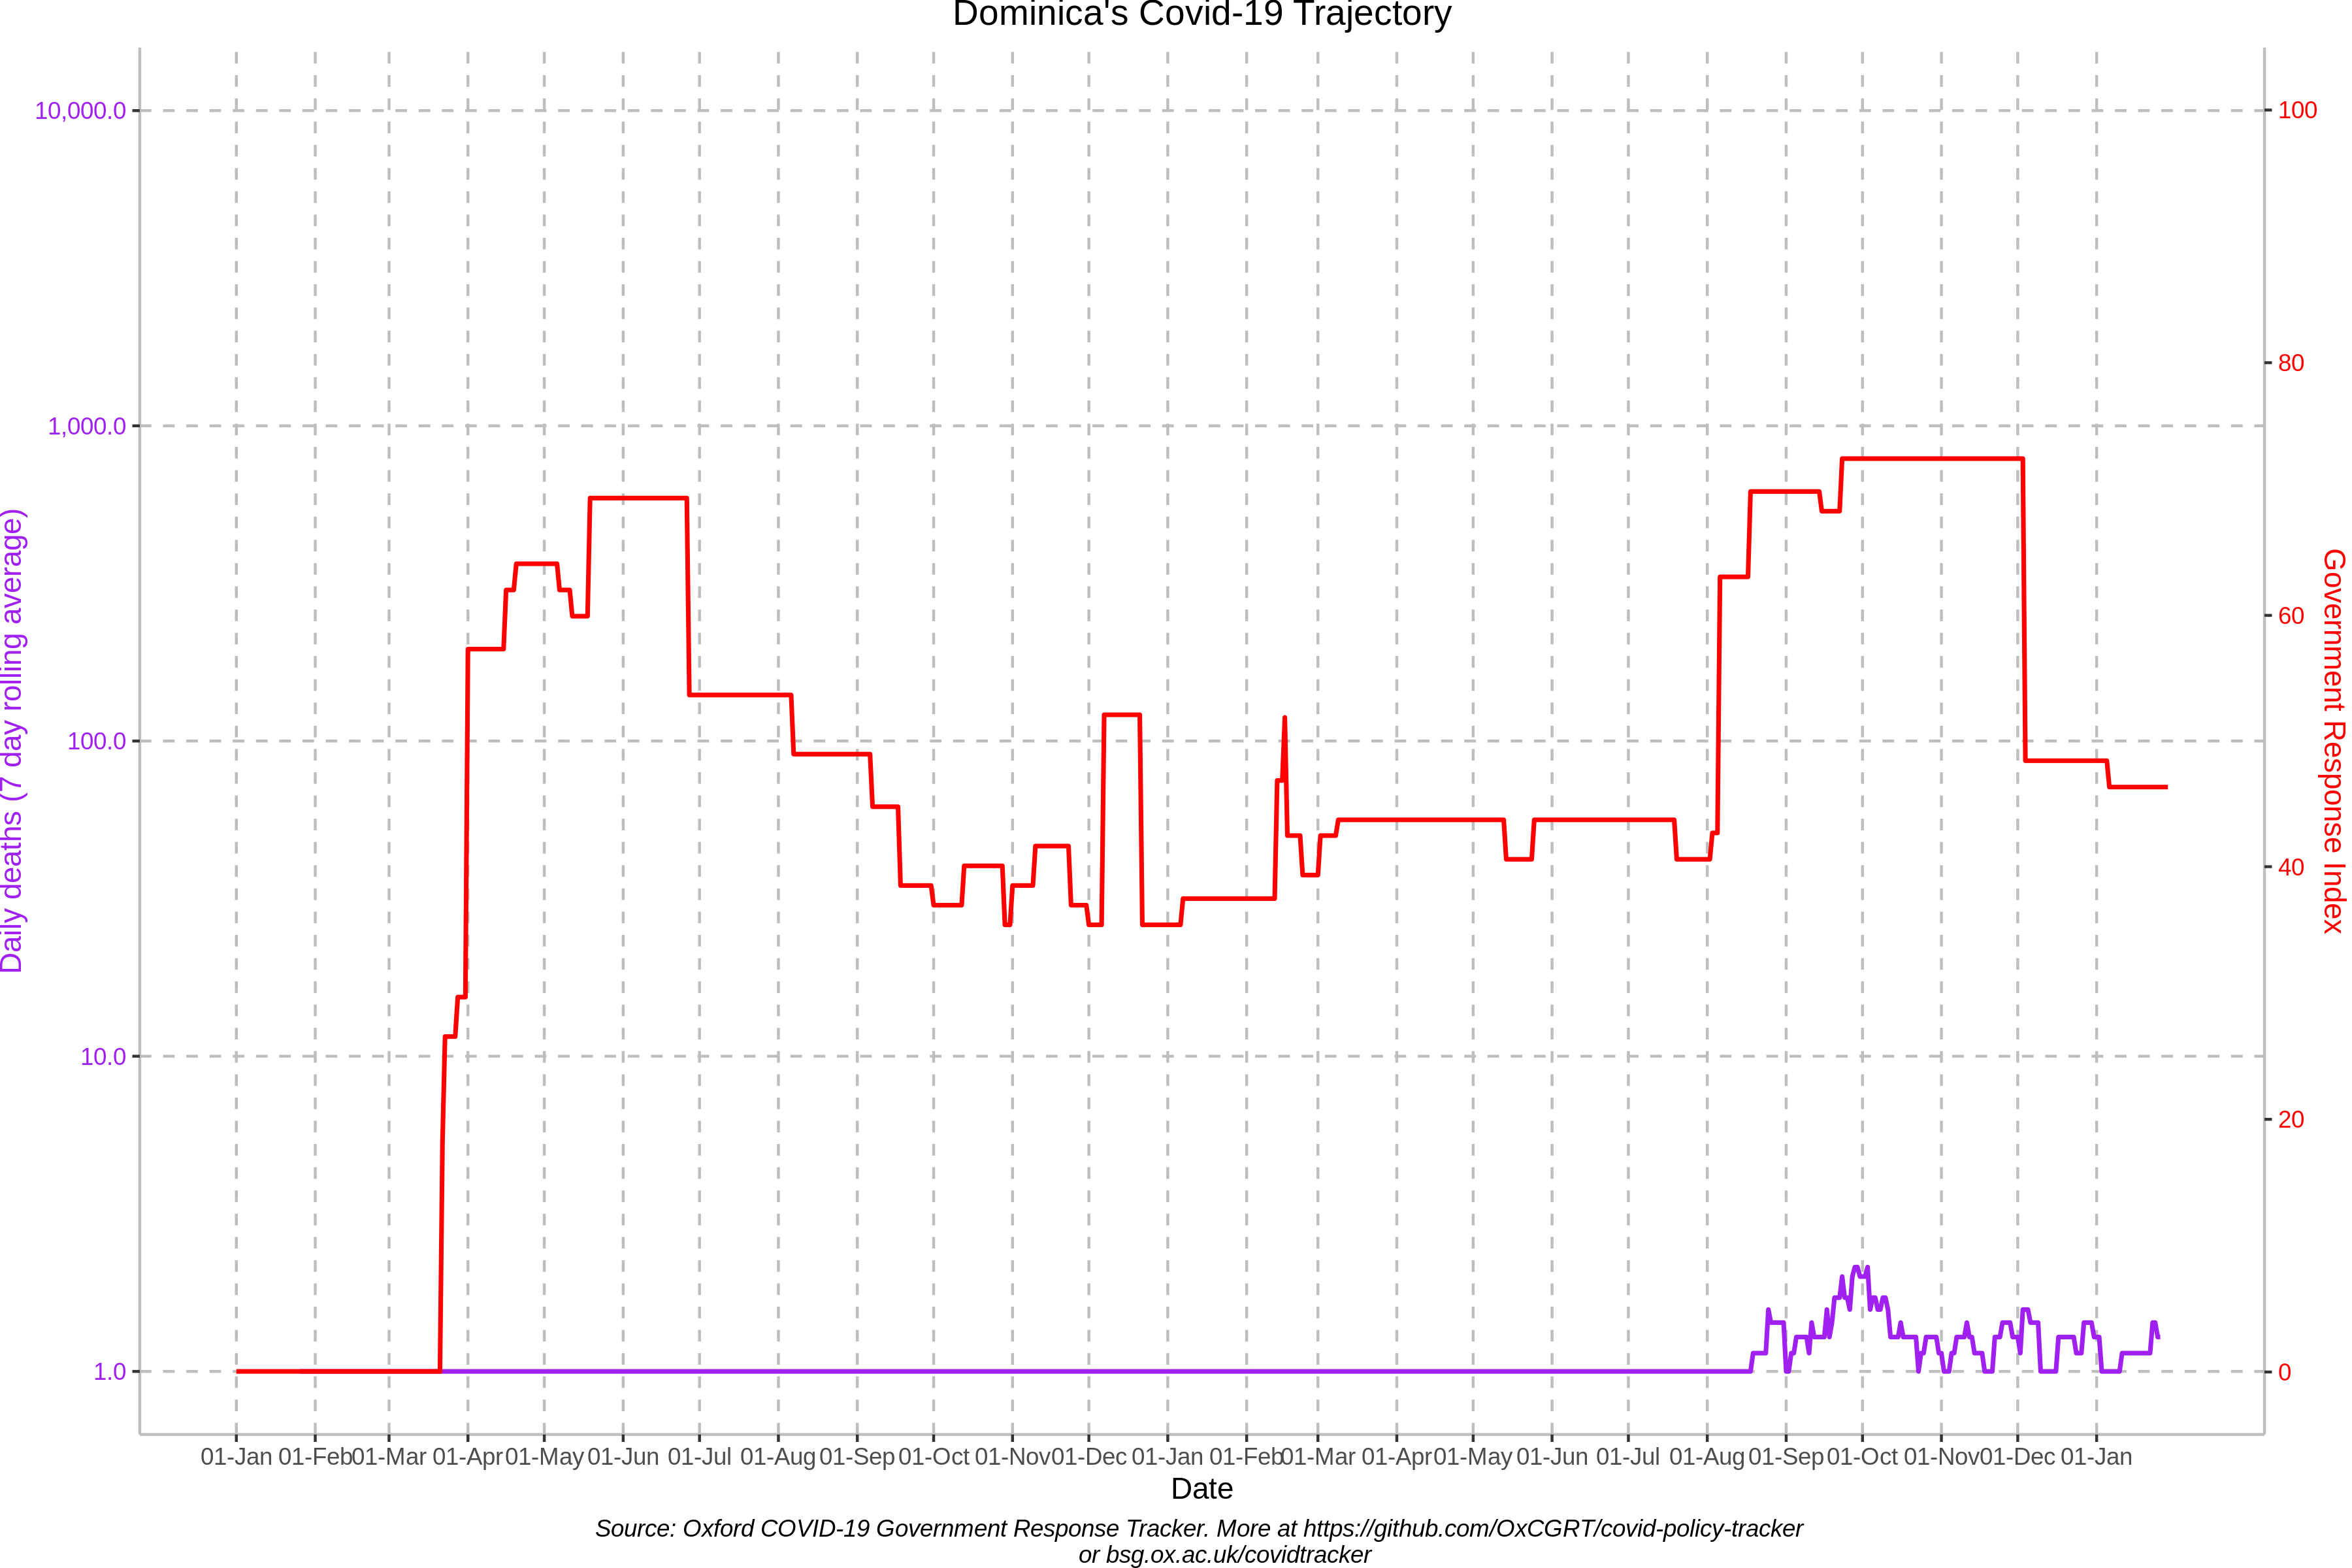 Dominica's Covid-19 Trajectory
10,000.0
1,000.0
100.0
10.0
1.0
Daily deaths (7 day rolling average)
100
80
60
40
20
0
Government Response Index
01-Jan 01-Feb 01-Mar 01-Apr 01-May 01-Jun 01-Jul 01-Aug 01-Sep 01-Oct 01-Nov 01-Dec 01-Jan 01-Feb 01-Mar 01-Apr 01-May 01-Jun 01-Jul 01-Aug 01-Sep 01-Oct 01-Nov 01-Dec 01-Jan
Date
Source: Oxford COVID-19 Government Response Tracker. More at https://github.com/OxCGRT/covid-policy-tracker
or bsg.ox.ac.uk/covidtracker